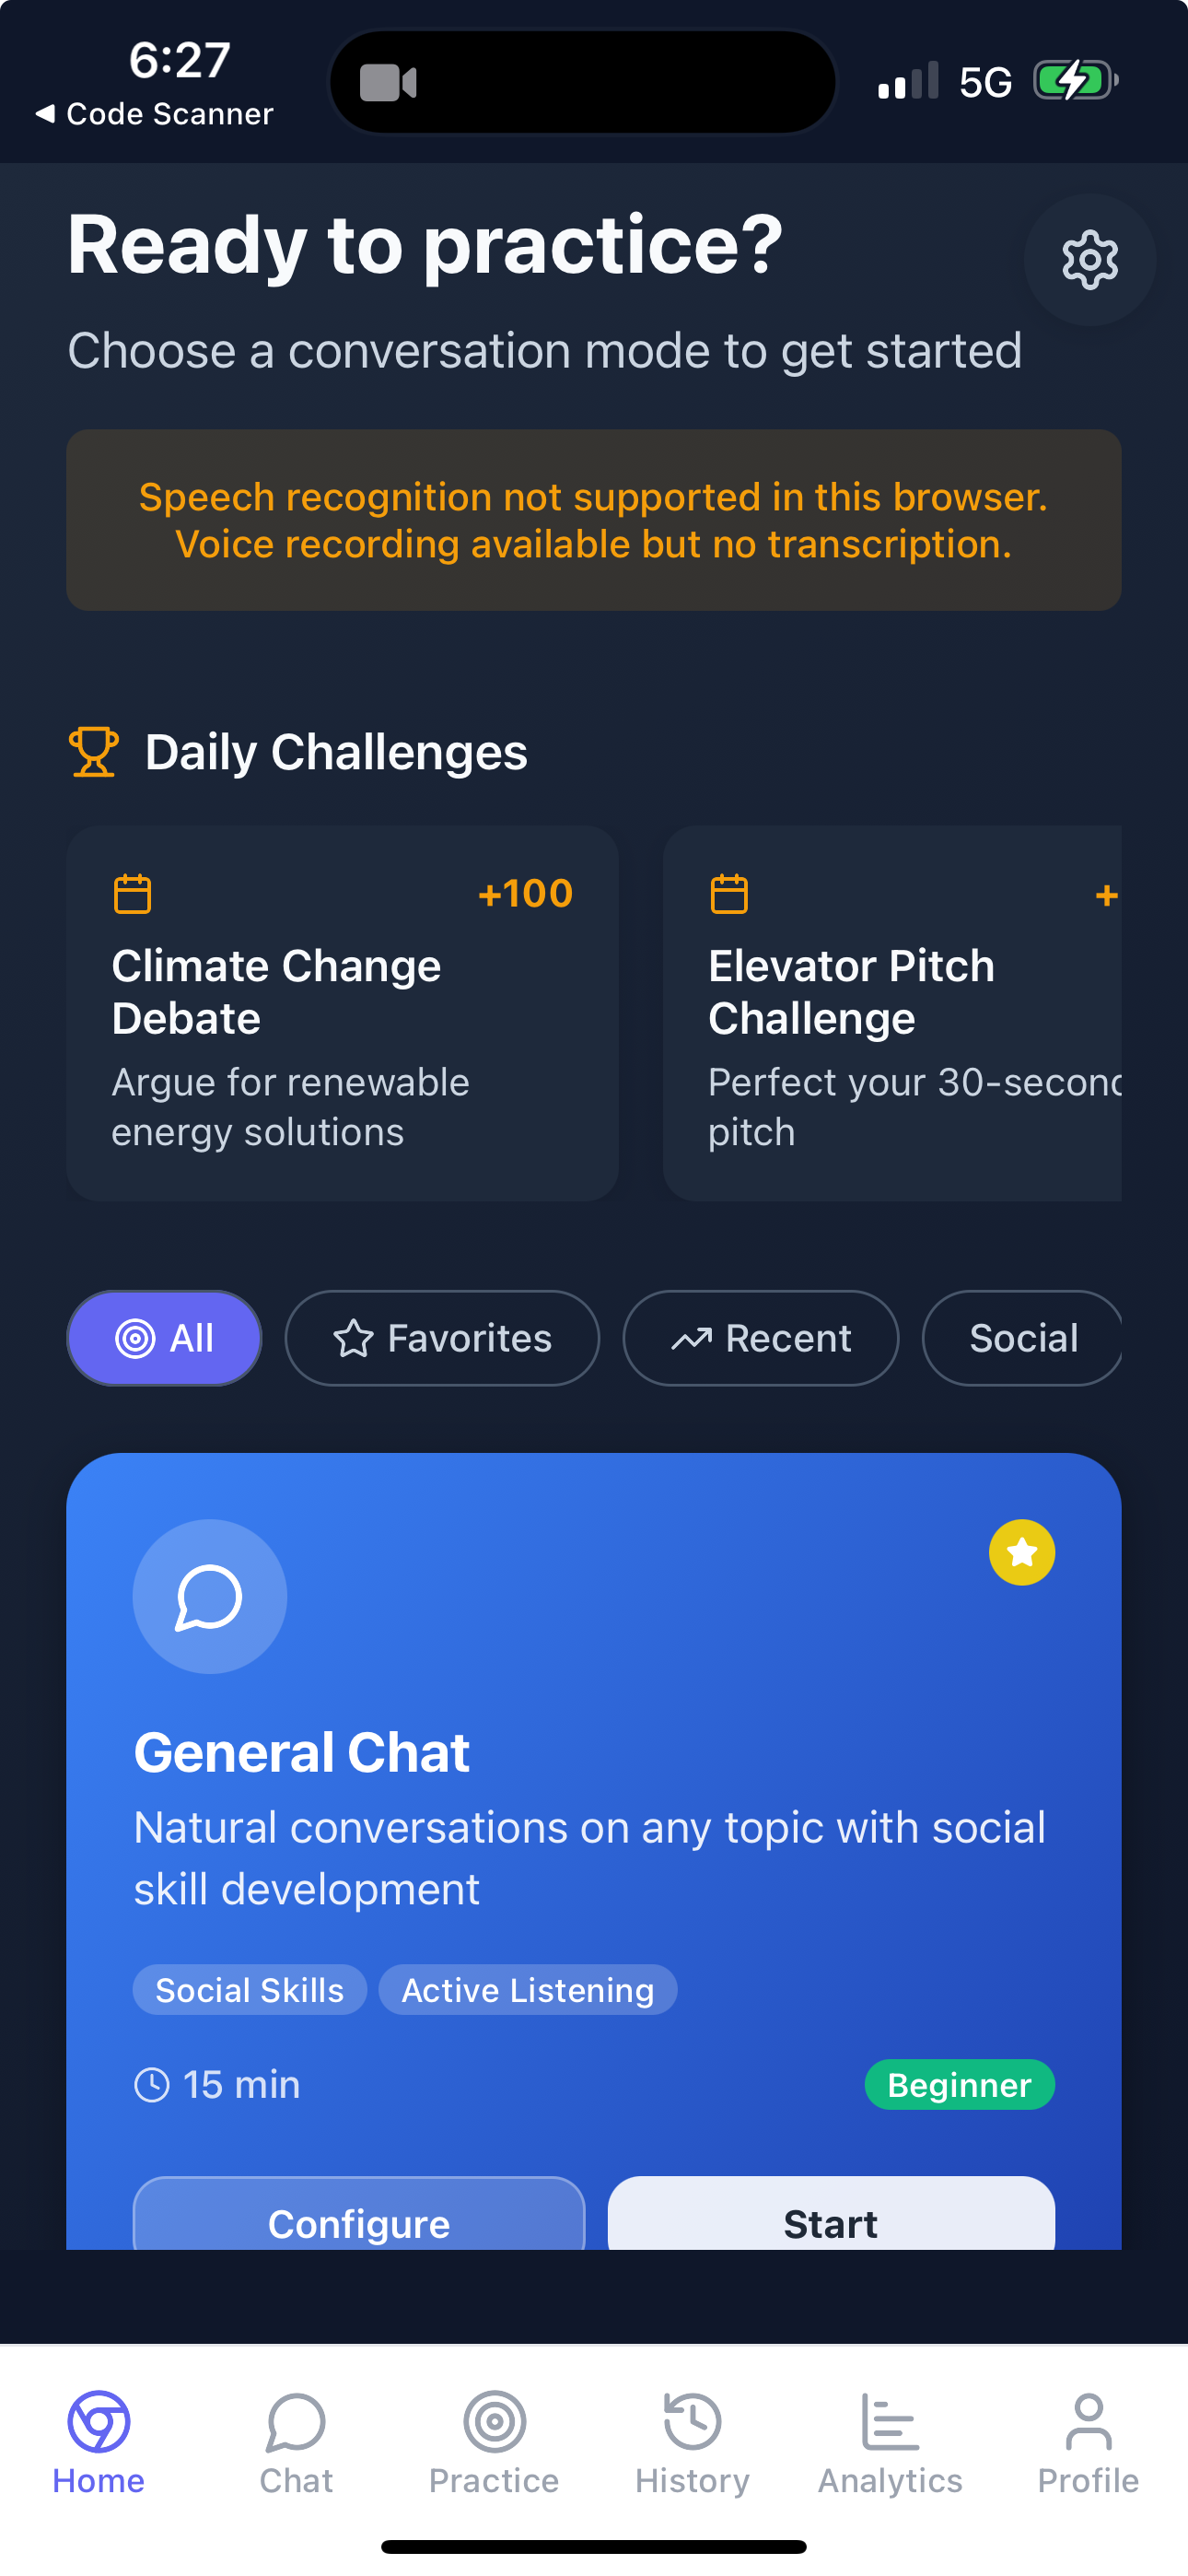 6:27
5G
Code Scanner
Ready to practice?
Choose a conversation mode to get started
Speech recognition not supported in this browser.
Voice recording available but no transcription.
Daily Challenges
+100
Climate Change
Debate
Argue for renewable
energy solutions
+
Elevator Pitch
Challenge
Perfect your 30-second
pitch
All
Favorites
Recent
Social
General Chat
Natural conversations on any topic with social
skill development
Social Skills
Active Listening
15 min
Beginner
Configure
Start
Home
Chat
Practice
History
Analytics
Profile